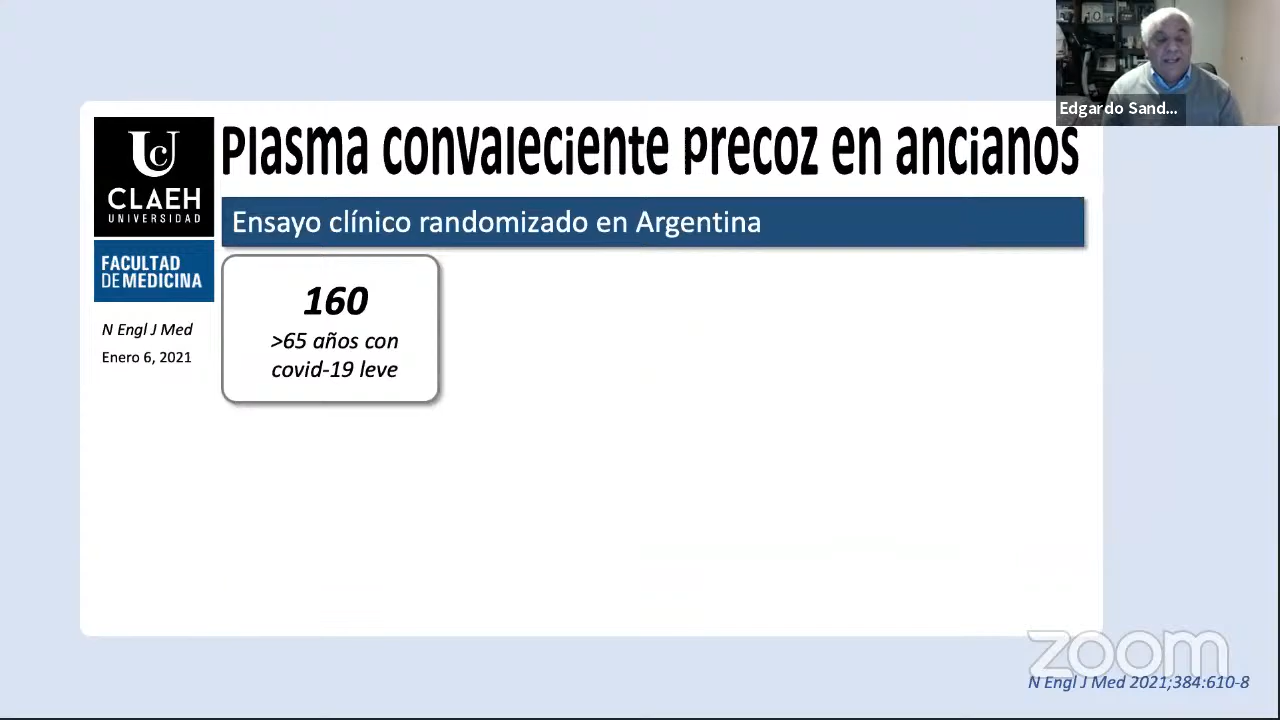 Plasma convaleciente precoz en ancianos
Ensayo clínico randomizado en Argentina
UC
CLAEH
UNIVERSIDAD
FACULTAD
DE MEDICINA
N Engl J Med
Enero 6, 2021
160
>65 años con
covid-19 leve
Edgardo Sand...
10
zoom
N Engl J Med 2021;384:610-8